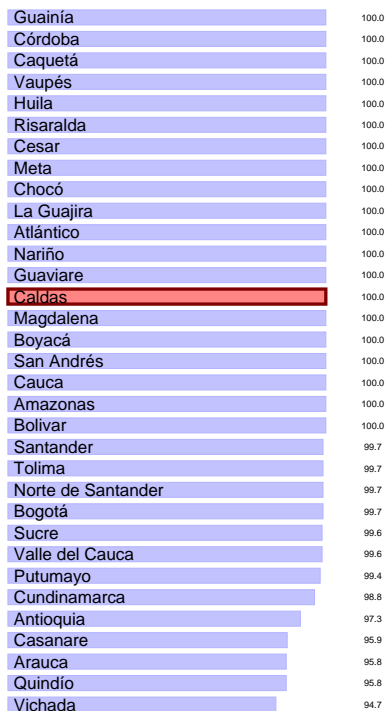 Guainía 100.0
Córdoba 100.0
Caquetá 100.0
Vaupés 100.0
Huila 100.0
Risaralda 100.0
Cesar 100.0
Meta 100.0
Chocó 100.0
La Guajira 100.0
Atlántico 100.0
Nariño 100.0
Guaviare 100.0
Caldas 100.0
Magdalena 100.0
Boyacá 100.0
San Andrés 100.0
Cauca 100.0
Amazonas 100.0
Bolivar 100.0
Santander 99.7
Tolima 99.7
Norte de Santander 99.7
Bogotá 99.7
Sucre 99.6
Valle del Cauca 99.6
Putumayo 99.4
Cundinamarca 98.8
Antioquia 97.3
Casanare 95.9
Arauca 95.8
Quindío 95.8
Vichada 94.7